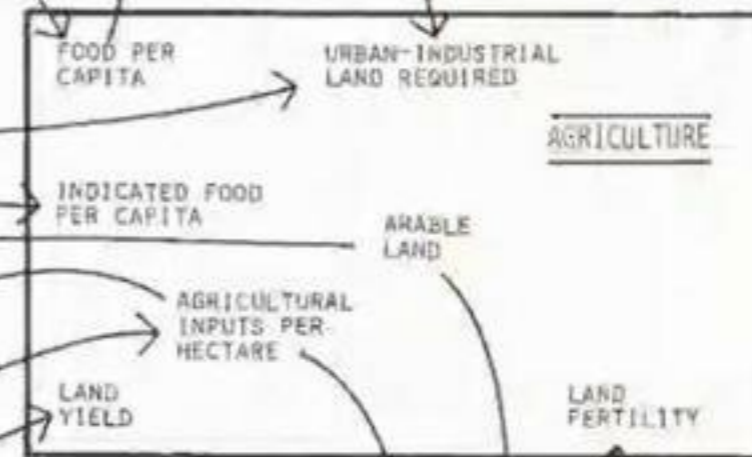 FOOD PER
CAPITA
URBAN-INDUSTRIAL
LAND REQUIRED
AGRICULTURE
INDICATED FOOD
PER CAPITA
ARABLE
LAND
AGRICULTURAL
INPUTS PER
HECTARE
LAND
YIELD
LAND
FERTILITY